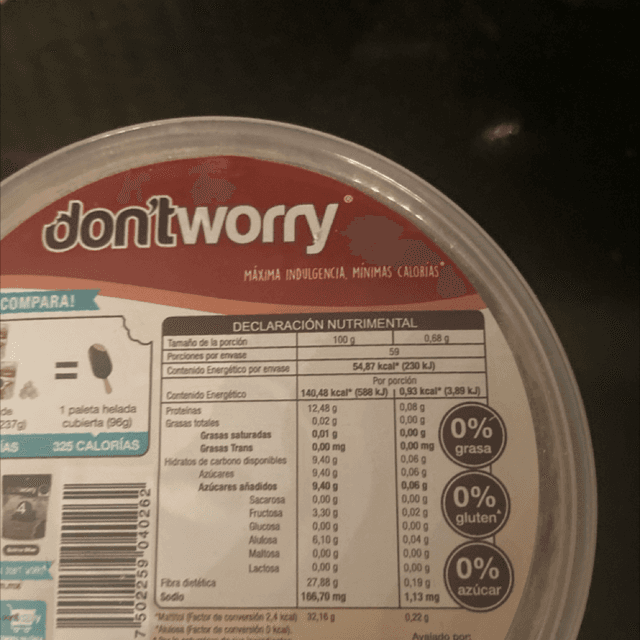 don'tworry®
MÁXIMA INDULGENCIA, MÍNIMAS CALORÍAS*
COMPARA!
=
1 paleta helada
cubierta (96g)
237g)
325 CALORÍAS
DECLARACIÓN NUTRIMENTAL
Tamaño de la porción 100 g 0,68 g
Porciones por envase 59
Contenido Energético por envase 54,87 kcal* (230 kJ)
Por porción
Contenido Energético 140,48 kcal* (588 kJ) 0,93 kcal* (3,89 kJ)
Proteínas 12,48 g 0,08 g
Grasas totales 0,02 g 0,00 g
Grasas saturadas 0,01 g 0,00 g
Grasas Trans 0,00 mg 0,00 mg
Hidratos de carbono disponibles 9,40 g 0,06 g
Azúcares 9,40 g 0,06 g
Azúcares añadidos 9,40 g 0,06 g
Sacarosa 0,00 g 0,00 g
Fructosa 3,30 g 0,02 g
Glucosa 0,00 g 0,00 g
Alulosa 6,10 g 0,04 g
Maltosa 0,00 g 0,00 g
Lactosa 0,00 g 0,00 g
Fibra dietética 27,88 g 0,19 g
Sodio 166,70 mg 1,13 mg
*Maltitol (Factor de conversión 2,4 kcal) 32,16 g 0,22 g
*Alulosa (Factor de conversión 0 kcal).
Avalado por:
0%
grasa
0%
gluten*
0%
azúcar
7 502259 040262